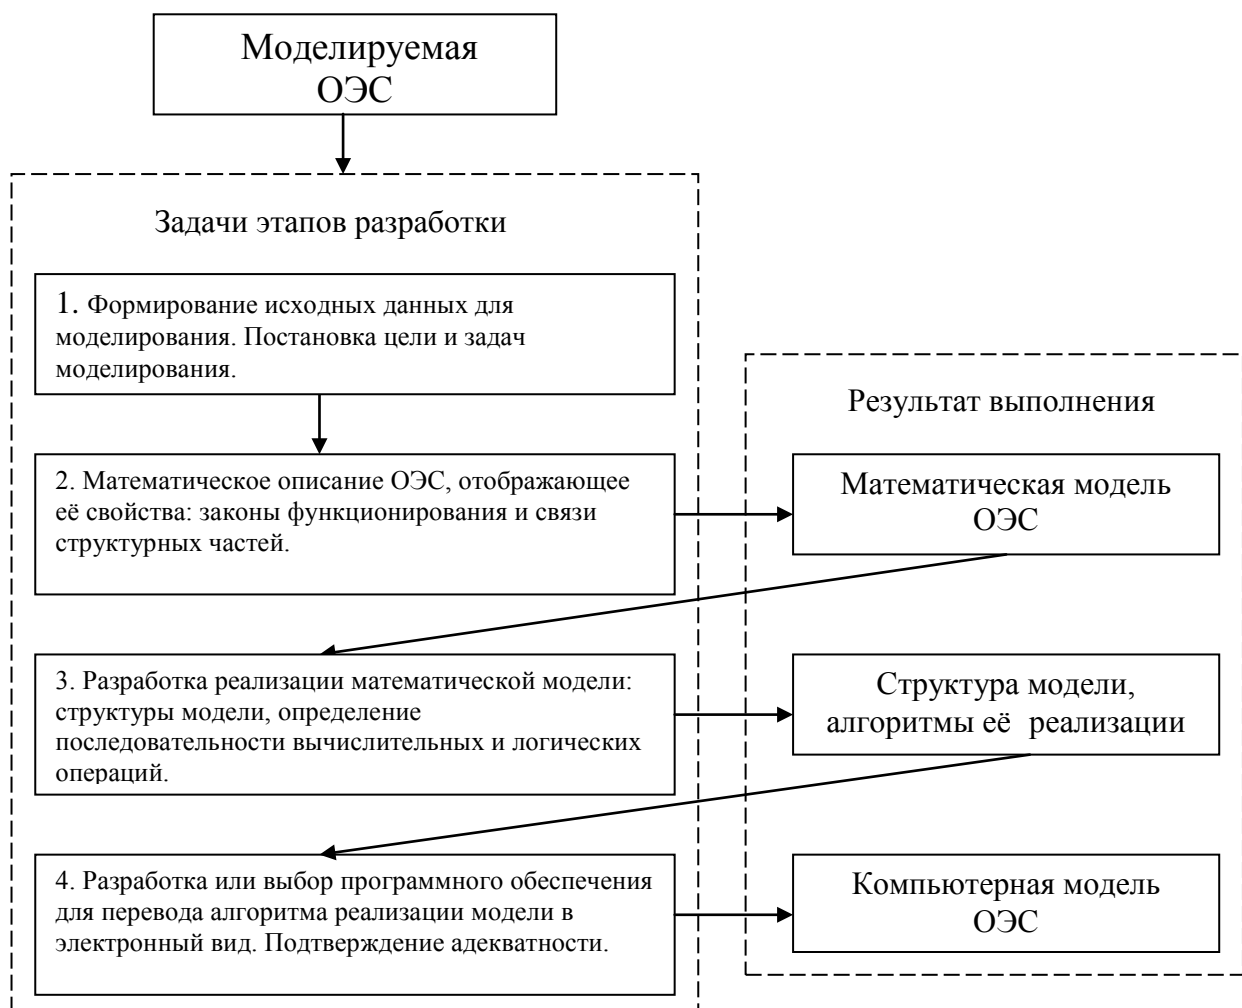 Моделируемая
ОЭС
Задачи этапов разработки
1. Формирование исходных данных для
моделирования. Постановка цели и задач
моделирования.
Результат выполнения
2. Математическое описание ОЭС, отображающее
её свойства: законы функционирования и связи
структурных частей.
Математическая модель
ОЭС
3. Разработка реализации математической модели:
структуры модели, определение
последовательности вычислительных и логических
операций.
Структура модели,
алгоритмы её реализации
4. Разработка или выбор программного обеспечения
для перевода алгоритма реализации модели в
электронный вид. Подтверждение адекватности.
Компьютерная модель
ОЭС